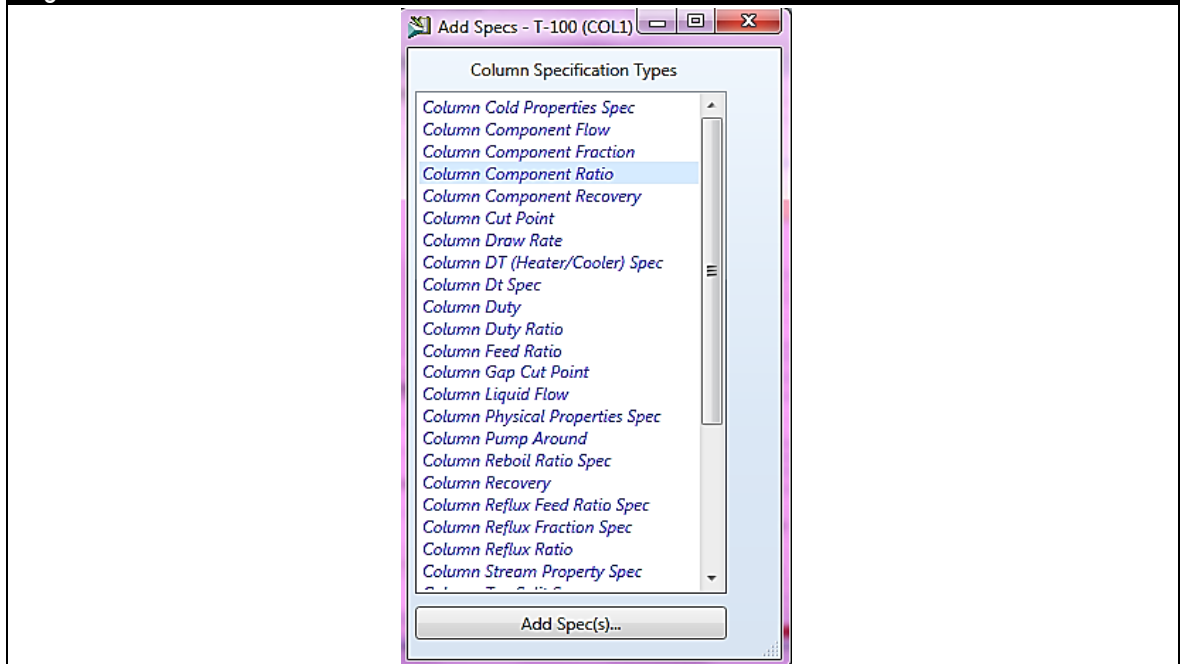 Add Specs - T-100 (COL1)
Column Specification Types
Column Cold Properties Spec
Column Component Flow
Column Component Fraction
Column Component Ratio
Column Component Recovery
Column Cut Point
Column Draw Rate
Column DT (Heater/Cooler) Spec
Column Dt Spec
Column Duty
Column Duty Ratio
Column Feed Ratio
Column Gap Cut Point
Column Liquid Flow
Column Physical Properties Spec
Column Pump Around
Column Reboil Ratio Spec
Column Recovery
Column Reflux Feed Ratio Spec
Column Reflux Fraction Spec
Column Reflux Ratio
Column Stream Property Spec
Add Spec(s)...